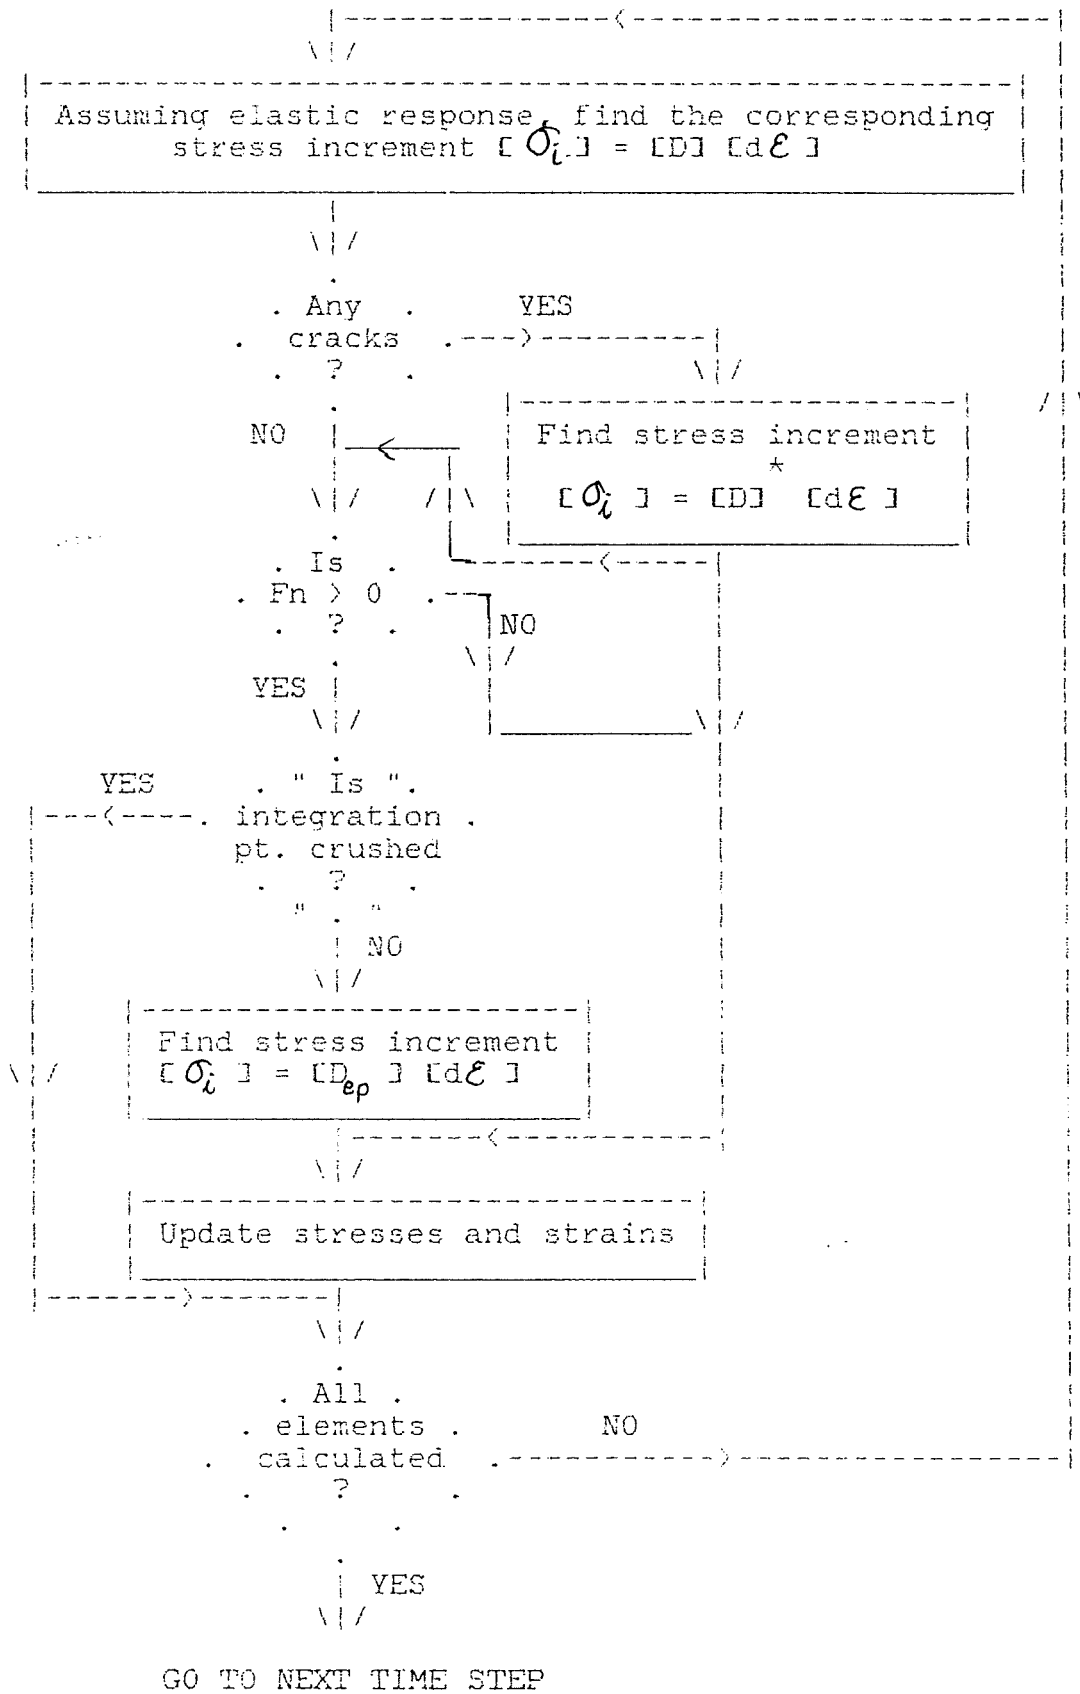 Assuming elastic response, find the corresponding
stress increment [ σi ] = [D] [dε ]
Any
cracks
?
YES
NO
Find stress increment
*
[ σi ] = [D] [dε ]
Is
Fn > 0
?
NO
YES
" Is "
integration
pt. crushed
?
" "
YES
NO
Find stress increment
[ σi ] = [Dep ] [dε ]
Update stresses and strains
All
elements
calculated
?
NO
YES
GO TO NEXT TIME STEP